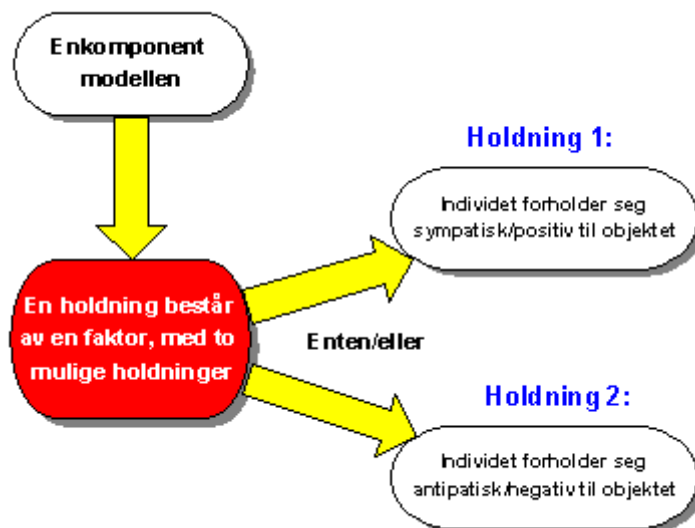 Enkomponent
modellen
Holdning 1:
Individet forholder seg
sympatisk/positiv til objektet
En holdning består
av en faktor, med to
mulige holdninger
Enten/eller
Holdning 2:
Individet forholder seg
antipatisk/negativ til objektet